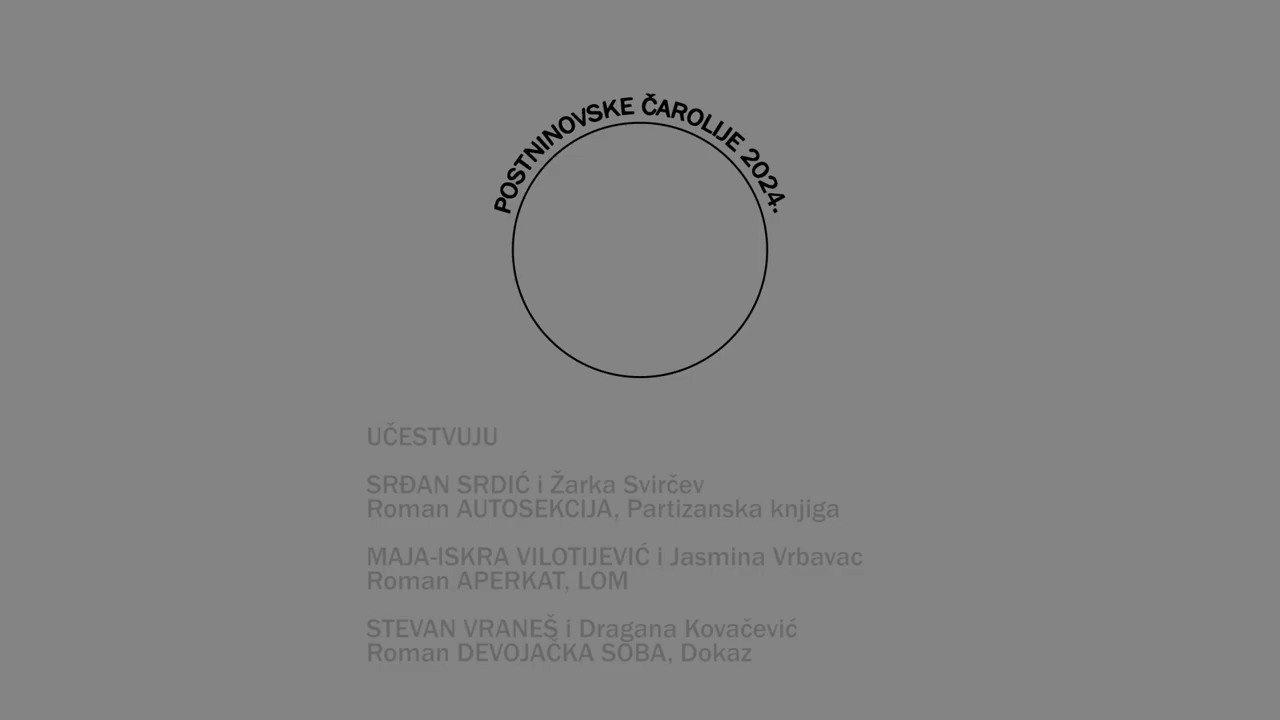 POSTNINOVSKE ČAROLIJE 2024.
UČESTVUJU
SRĐAN SRDIĆ i Žarka Svirčev
Roman AUTOSEKCIJA, Partizanska knjiga
MAJA-ISKRA VILOTIJEVIĆ i Jasmina Vrbavac
Roman APERKAT, LOM
STEVAN VRANEŠ i Dragana Kovačević
Roman DEVOJAČKA SOBA, Dokaz